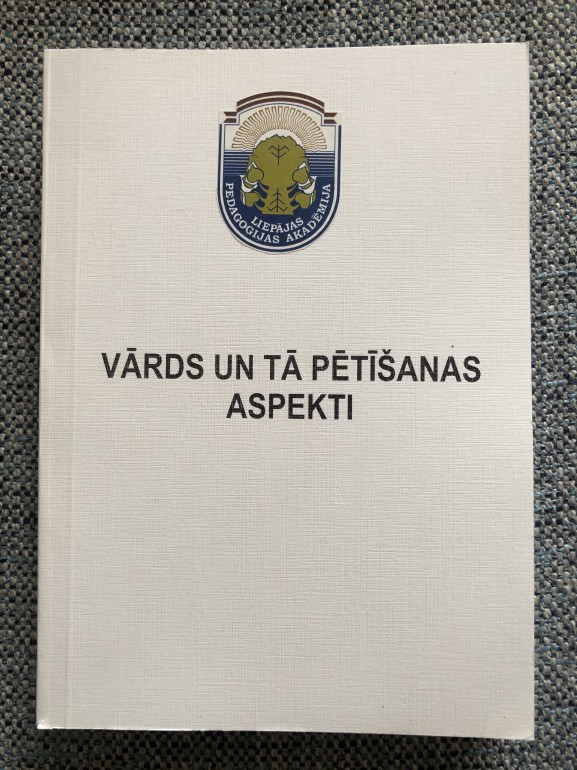 LIEPĀJAS
PEDAGOĢIJAS AKADĒMIJA
VĀRDS UN TĀ PĒTĪŠANAS
ASPEKTI